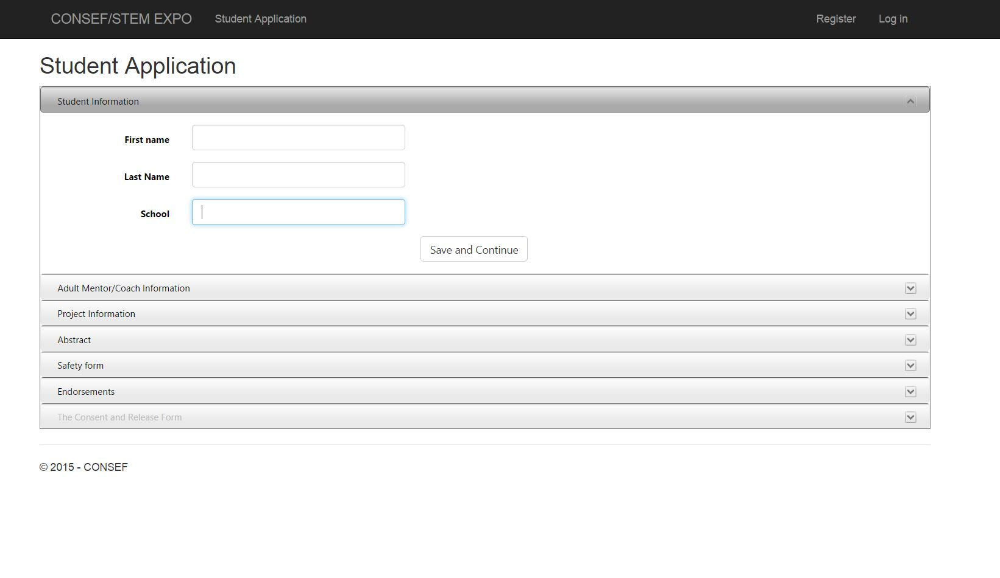 CONSEF/STEM EXPO Student Application Register Log in
Student Application
Student Information
First name
Last Name
School
Save and Continue
Adult Mentor/Coach Information
Project Information
Abstract
Safety form
Endorsements
The Consent and Release Form
© 2015 - CONSEF